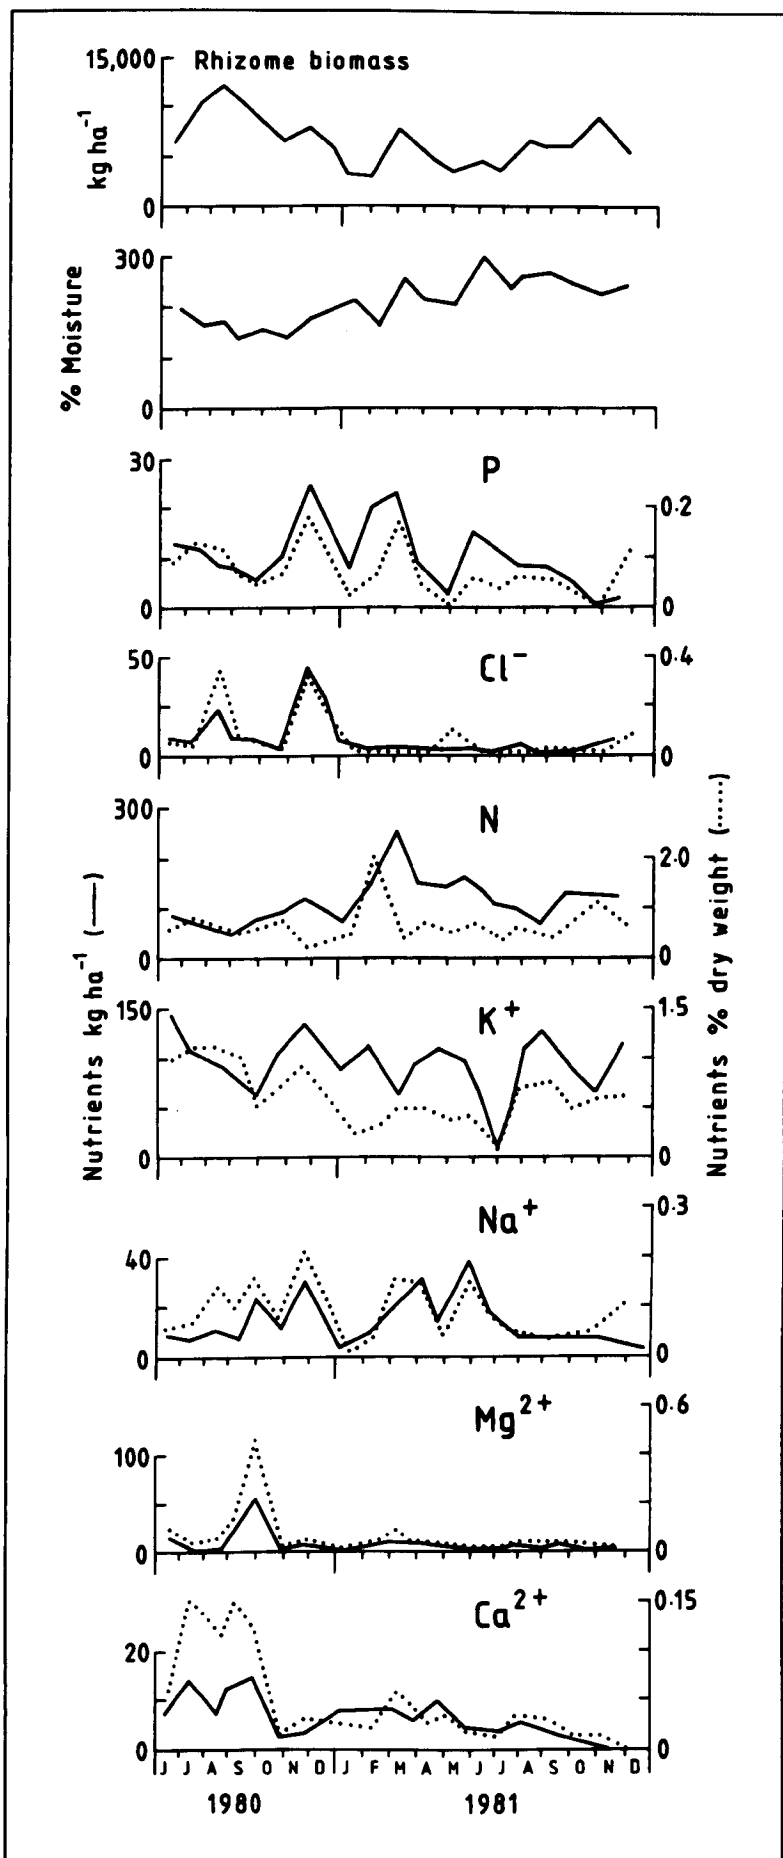 15,000 Rhizome biomass
kg ha⁻¹
0
300
% Moisture
0
30 P
0.2
0 0
50 Cl⁻ 0.4
0 0
300 N
2.0
0 0
Nutrients kg ha⁻¹ (——)
Nutrients % dry weight (......)
150 K⁺ 1.5
0 0
Na⁺ 0.3
40
0 0
Mg²⁺ 0.6
100
0 0
Ca²⁺ 0.15
20
0 0
J J A S O N D J F M A M J J A S O N D
1980 1981